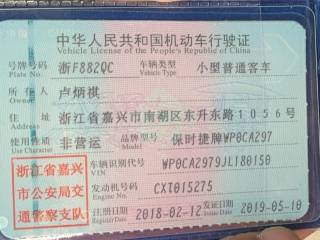 中华人民共和国机动车行驶证
Vehicle License of the People's Republic of China
号牌号码 浙F882QC 车辆类型 小型普通客车
Plate No. Vehicle Type
所有人 卢炳祺
Owner
住址 浙江省嘉兴市南湖区东升东路1056号
Address
使用性质 非营运 品牌型号 保时捷牌WP0CA297
Use Character Model
浙江省嘉兴
市公安局交
通警察支队
车辆识别代号 WP0CA2979JL180150
VIN
发动机号码 CXT015275
Engine No.
注册日期 2018-02-12 发证日期 2019-05-10
Register Date Issue Date